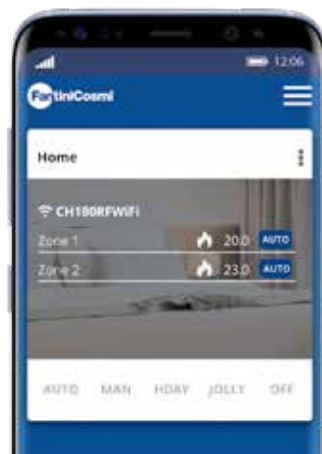 12:06
FantiniCosmi
Home
CH180RFWiFi
Zone 1 20.0 AUTO
Zone 2 23.0 AUTO
AUTO MAN HDAY JOLLY OFF